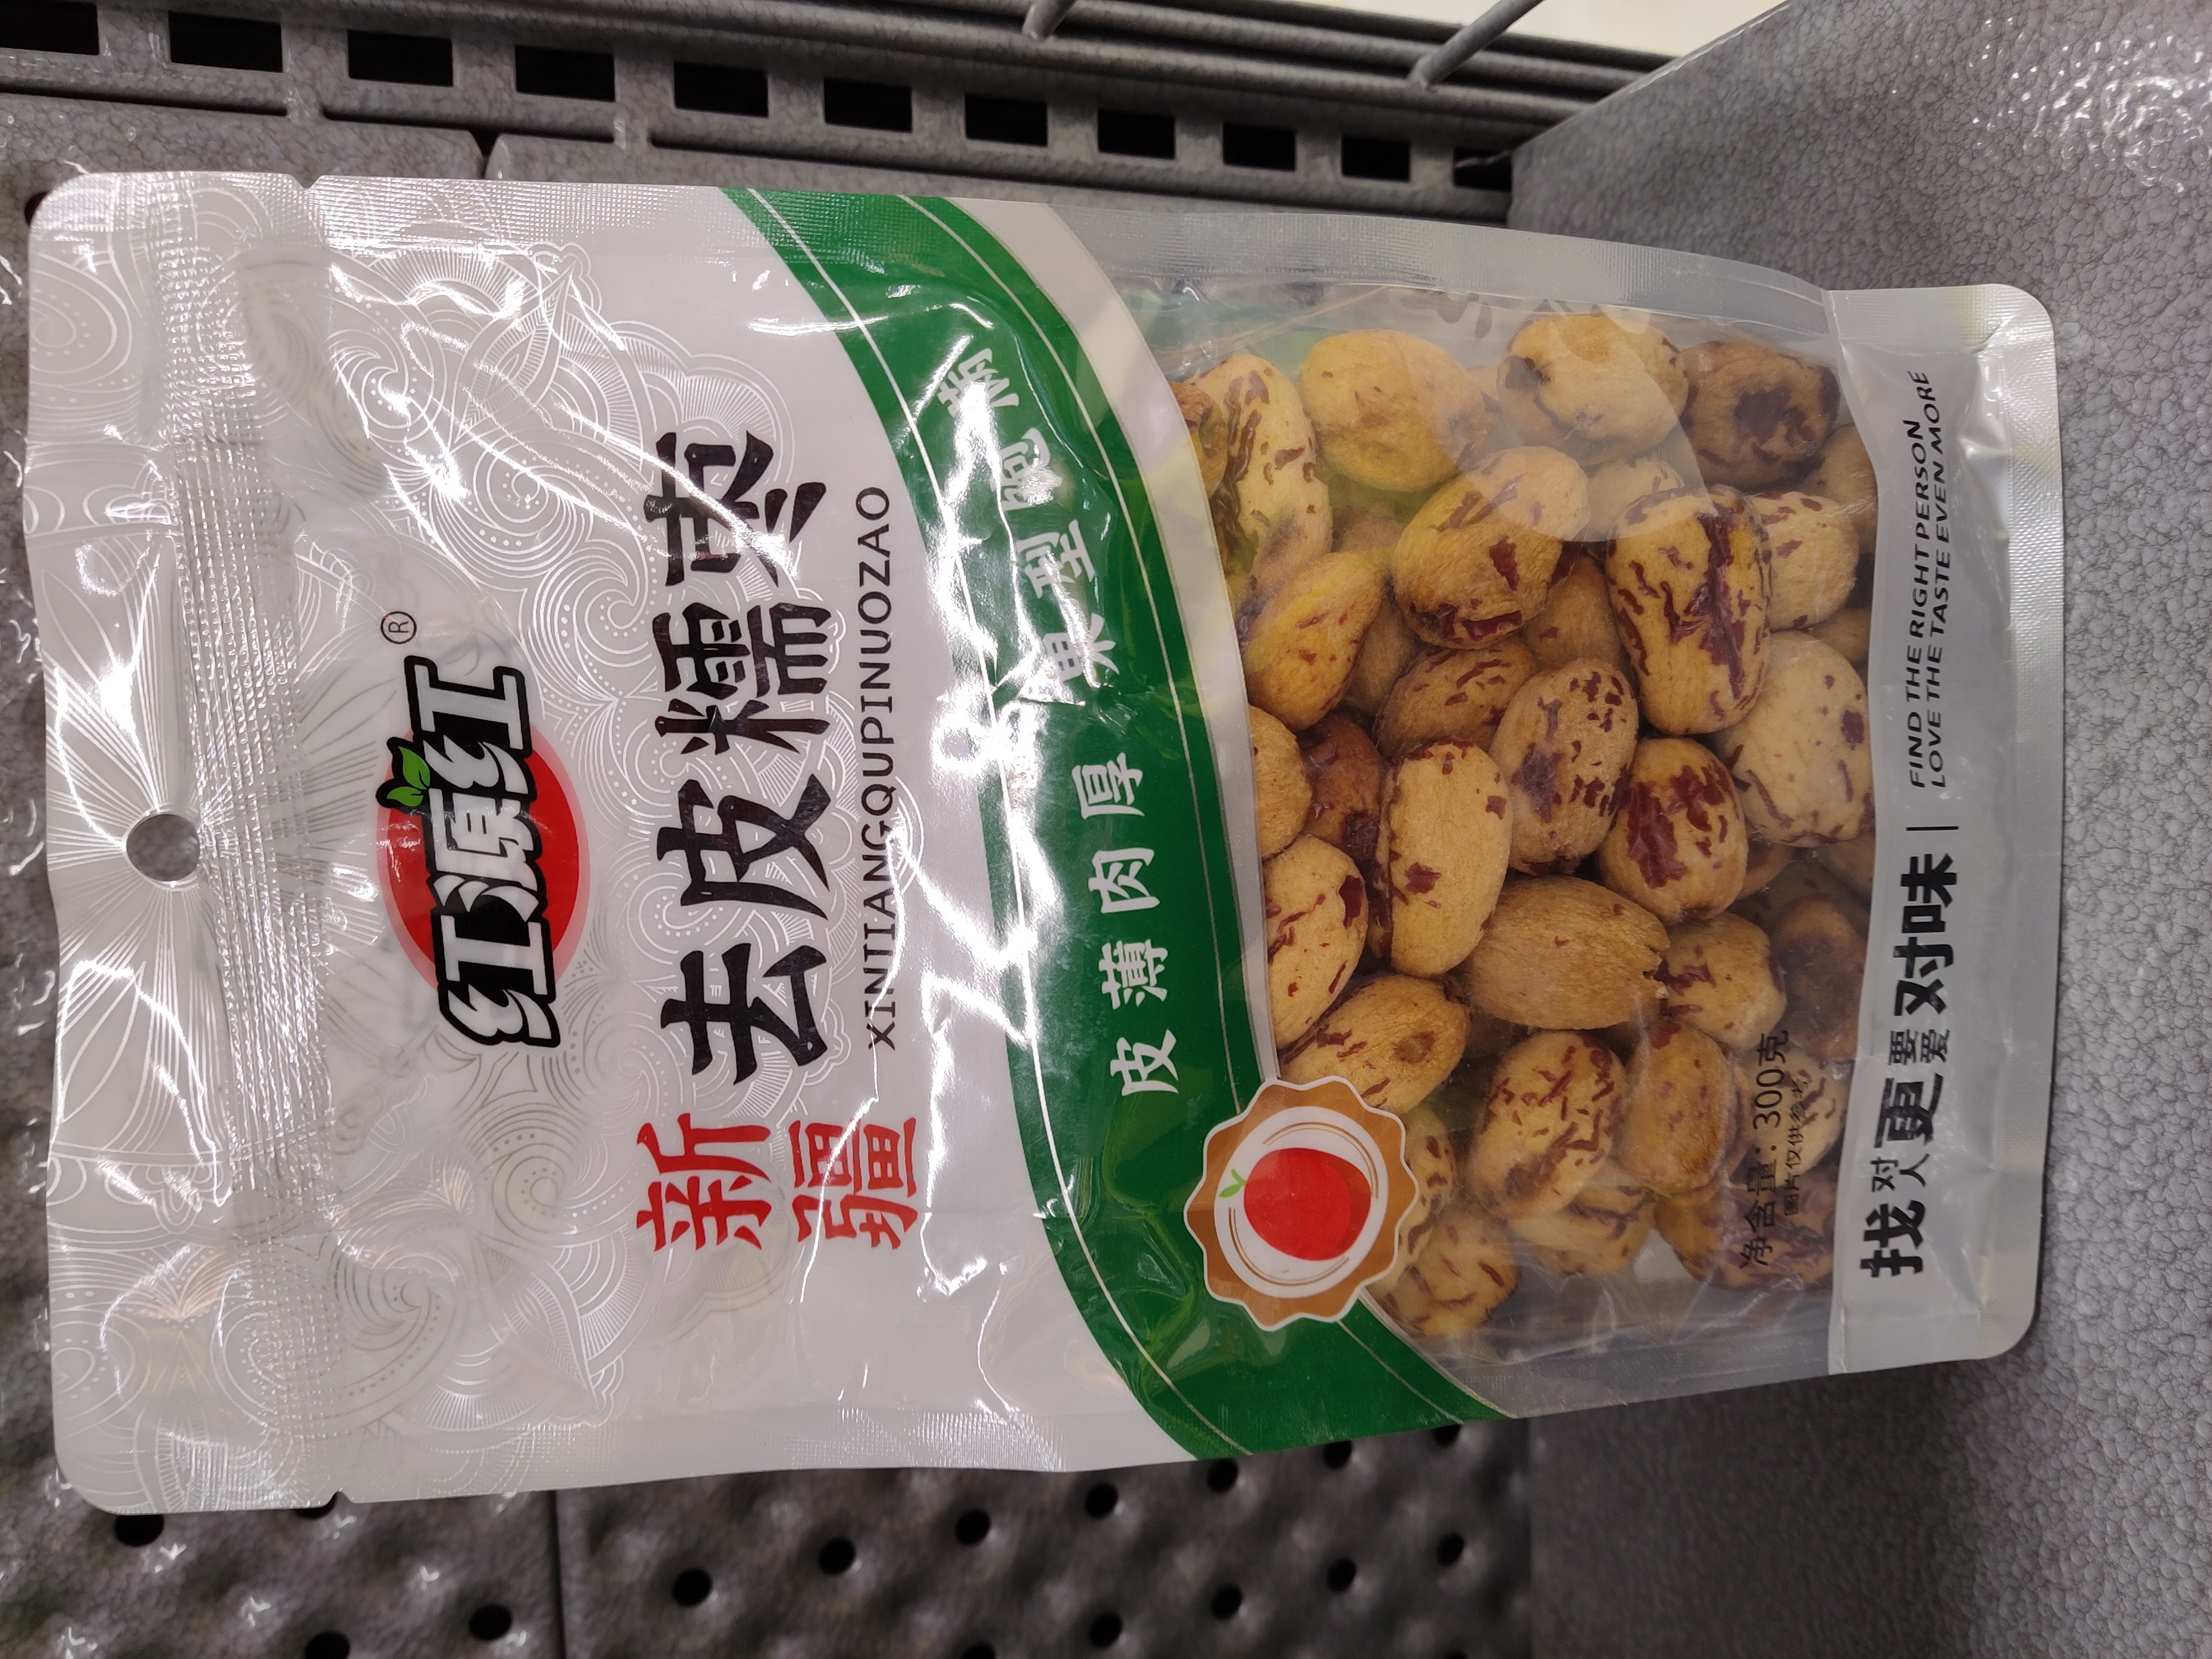 红源红®
新疆
去皮糯枣
XINJIANGQUPINUOZAO
皮薄肉厚 果型饱满
净含量：300克
图片仅供参考
找对人 更要爱对味
FIND THE RIGHT PERSON
LOVE THE TASTE EVEN MORE